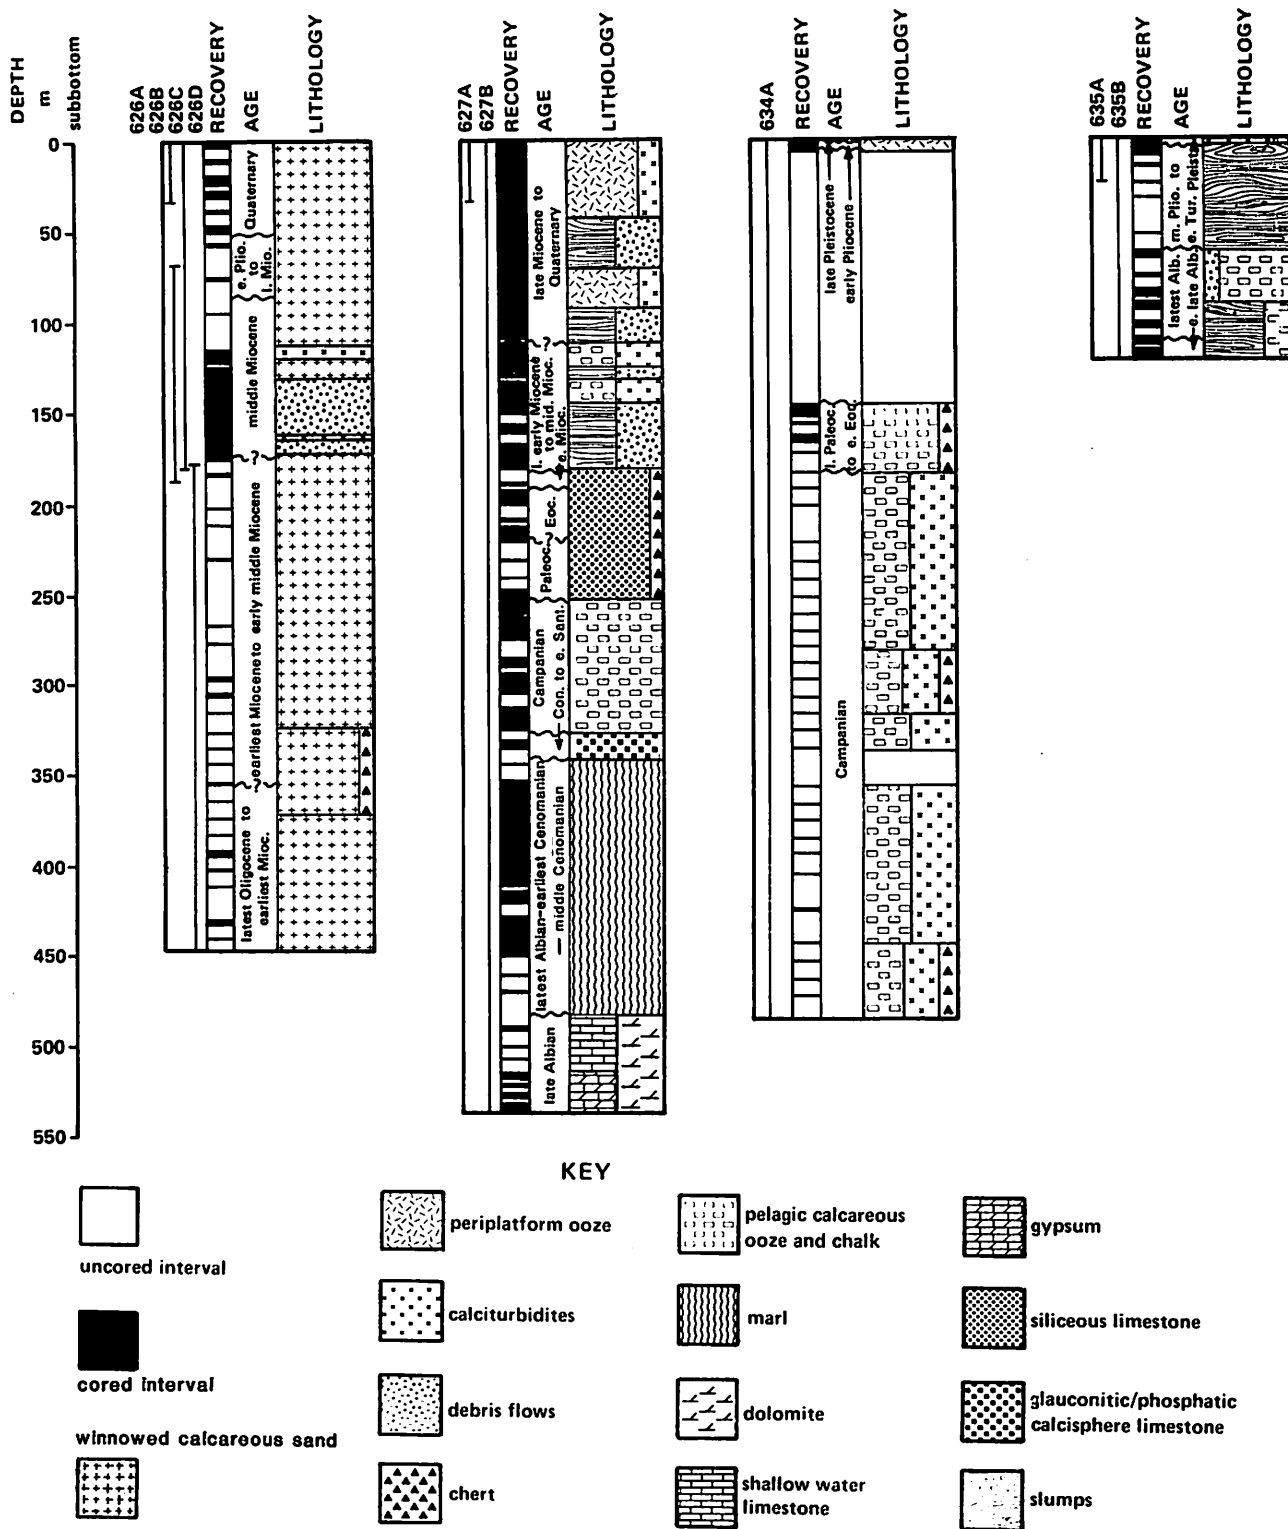 DEPTH
m
subbottom
626A
626B
626C
626D
RECOVERY
AGE
LITHOLOGY
627A
627B
RECOVERY
AGE
LITHOLOGY
634A
RECOVERY
AGE
LITHOLOGY
635A
635B
RECOVERY
AGE
LITHOLOGY
0
50
100
150
200
250
300
350
400
450
500
550
Quaternary
e. Plio.
to
l. Mio.
middle Miocene
?
earliest Miocene to early middle Miocene
?
latest Oligocene to
earliest Mioc.
late Miocene to
Quaternary
?
l. early Miocene
to mid. Mioc.
e. Mioc.
Eoc.
?
Paleoc.
Campanian
Con. to e. Sant.
latest Albian-earliest Cenomanian
— middle Cenomanian
late Albian
late Pleistocene
early Pliocene
l. Paleoc.
to e. Eoc.
Campanian
m. Plio. to
e. Tur. Pleist.
latest Alb.
e. late Alb.
KEY
uncored interval
cored interval
winnowed calcareous sand
periplatform ooze
calciturbidites
debris flows
chert
pelagic calcareous
ooze and chalk
marl
dolomite
shallow water
limestone
gypsum
siliceous limestone
glauconitic/phosphatic
calcisphere limestone
slumps